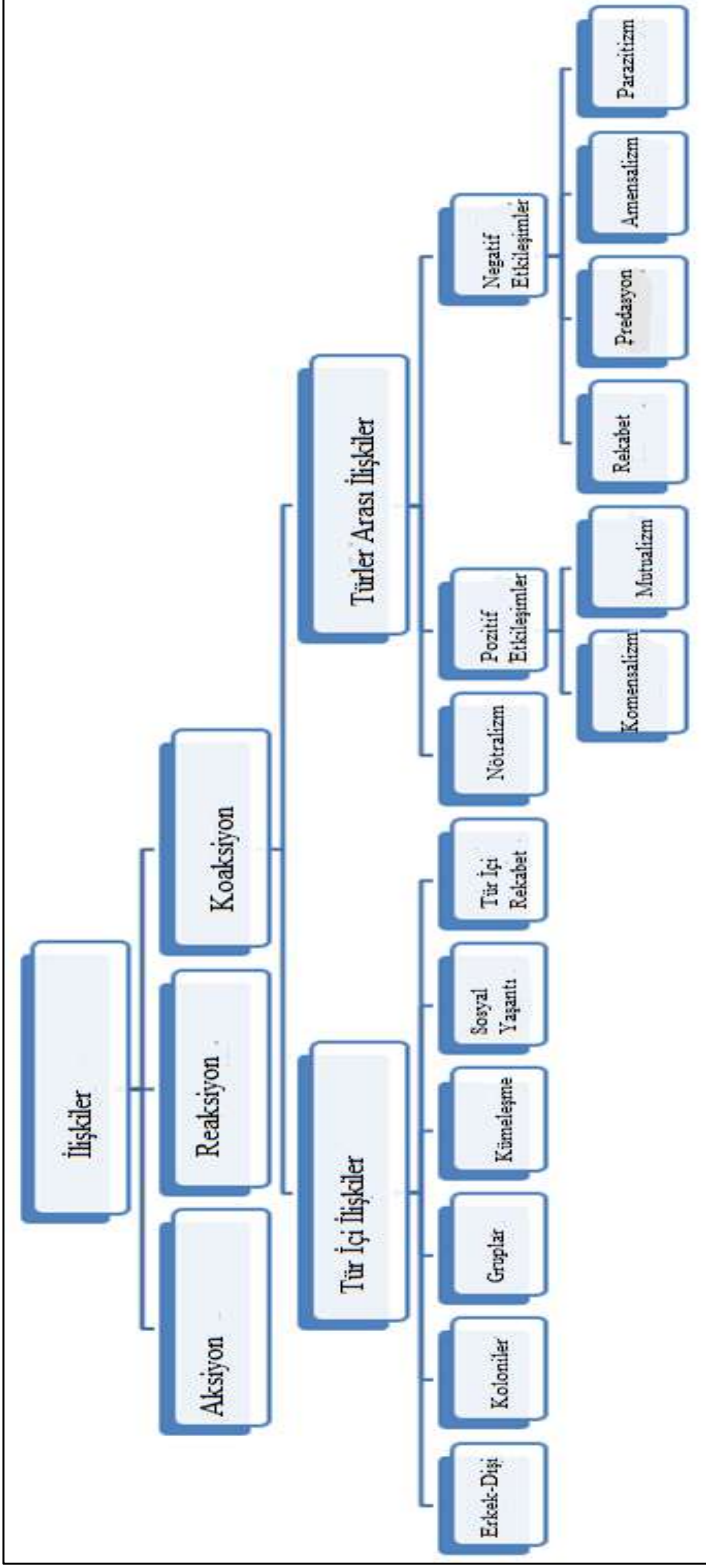 İlişkiler
Aksiyon
Reaksiyon
Koaksiyon
Tür İçi İlişkiler
Türler Arası İlişkiler
Erkek-Dişi
Koloniler
Gruplar
Kümeleşme
Sosyal
Yaşantı
Tür İçi
Rekabet
Nötralizm
Pozitif
Etkileşimler
Negatif
Etkileşimler
Komensalizm
Mutualizm
Rekabet
Predasyon
Amensalizm
Parazitizm